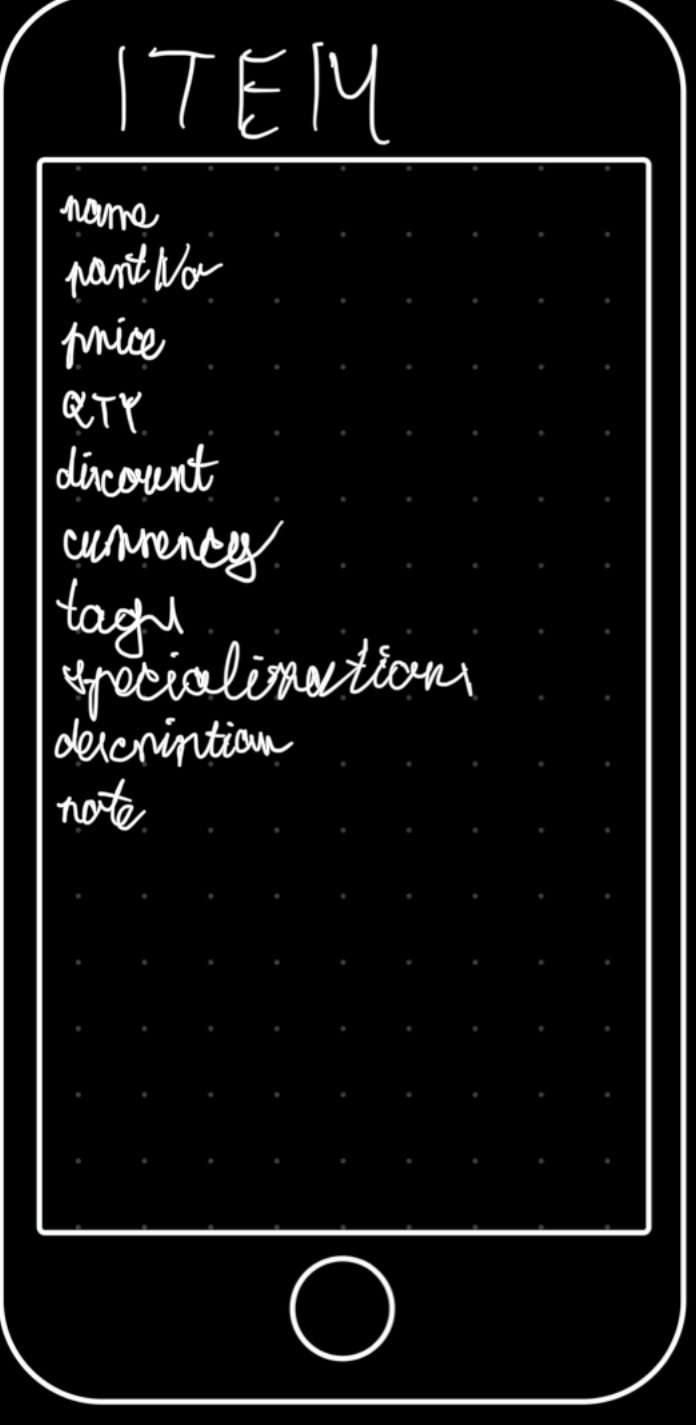 ITEM
name
partNo
price
QTY
discount
currency
tags
specializations
description
note